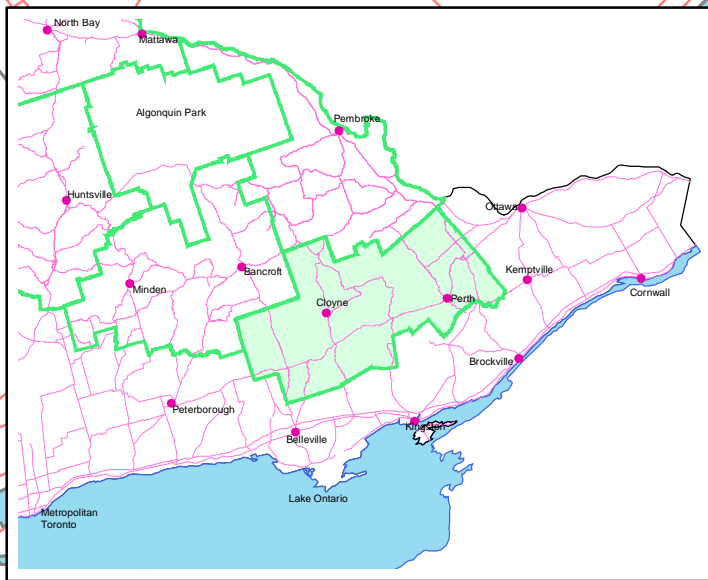 North Bay
Mattawa
Algonquin Park
Pembroke
Huntsville
Ottawa
Bancroft
Kemptville
Minden
Cornwall
Cloyne
Perth
Brockville
Peterborough
Kingston
Belleville
Lake Ontario
Metropolitan
Toronto